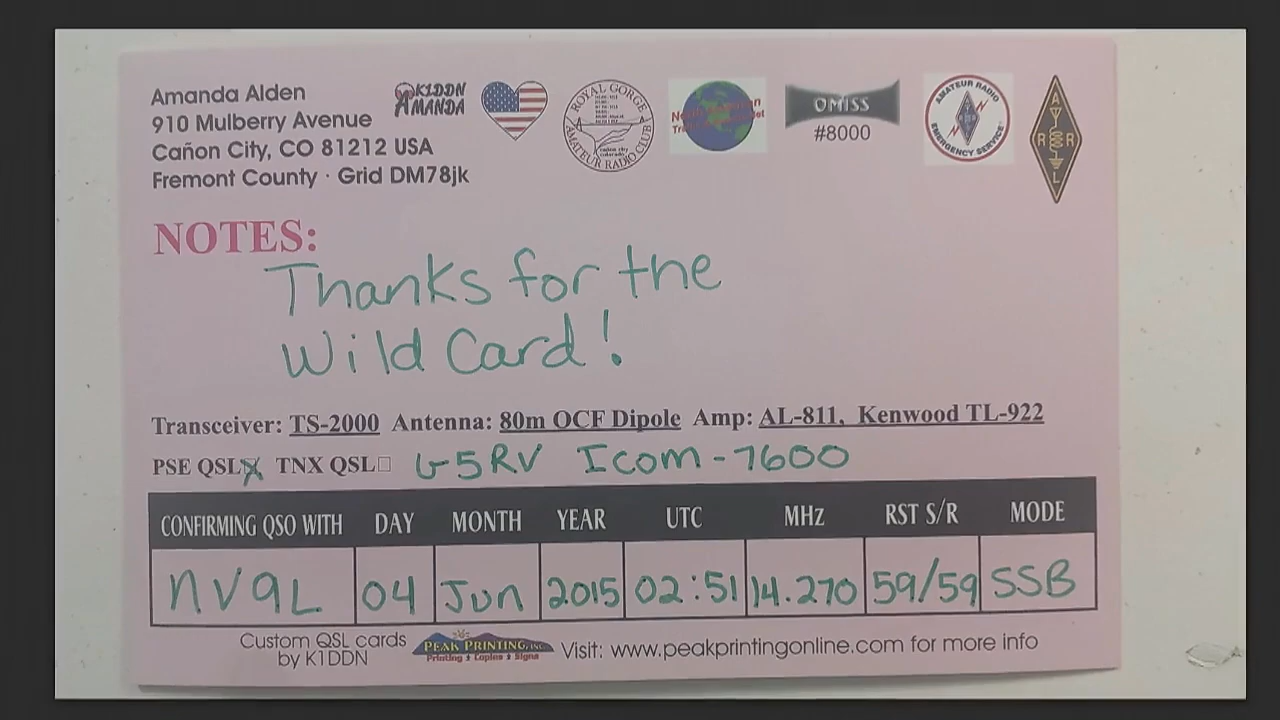 Amanda Alden
910 Mulberry Avenue
Cañon City, CO 81212 USA
Fremont County · Grid DM78jk
K1DDN
AMANDA
ROYAL GORGE
AMATEUR RADIO CLUB
OMISS
#8000
AMATEUR RADIO
EMERGENCY SERVICE
A
R R
L
NOTES:
Thanks for the
Wild Card!
Transceiver: TS-2000 Antenna: 80m OCF Dipole Amp: AL-811, Kenwood TL-922
PSE QSL☒ TNX QSL☐ G5RV Icom-7600
CONFIRMING QSO WITH DAY MONTH YEAR UTC MHz RST S/R MODE
NV9L 04 Jun 2015 02:51 14.270 59/59 SSB
Custom QSL cards
by K1DDN
PEAK PRINTING, INC.
Printing Copies Signs
Visit: www.peakprintingonline.com for more info